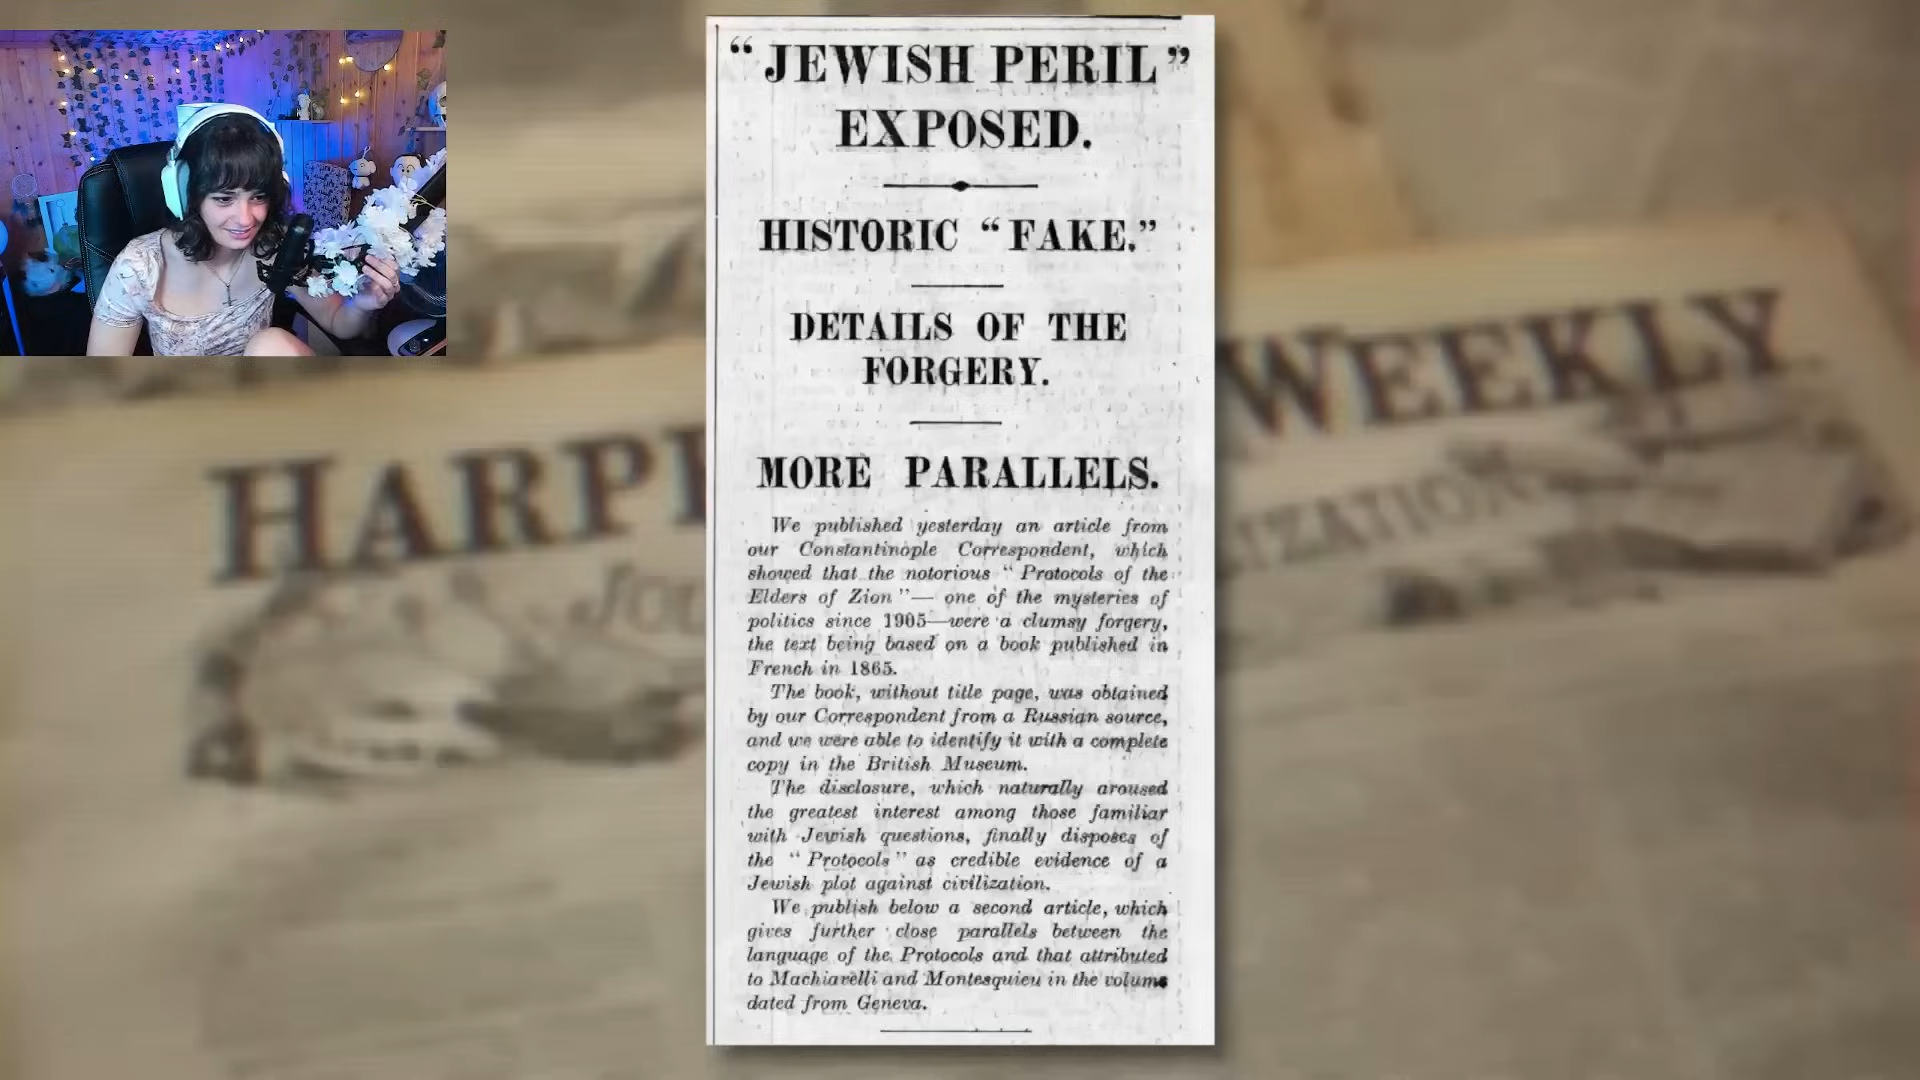 "JEWISH PERIL"
EXPOSED.
HISTORIC "FAKE."
DETAILS OF THE
FORGERY.
MORE PARALLELS.
We published yesterday an article from
our Constantinople Correspondent, which
showed that the notorious "Protocols of the
Elders of Zion"— one of the mysteries of
politics since 1905—were a clumsy forgery,
the text being based on a book published in
French in 1865.
The book, without title page, was obtained
by our Correspondent from a Russian source,
and we were able to identify it with a complete
copy in the British Museum.
The disclosure, which naturally aroused
the greatest interest among those familiar
with Jewish questions, finally disposes of
the "Protocols" as credible evidence of a
Jewish plot against civilization.
We publish below a second article, which
gives further close parallels between the
language of the Protocols and that attributed
to Machiavelli and Montesquieu in the volume
dated from Geneva.
HARP
WEEKLY.
JOU
IZATION